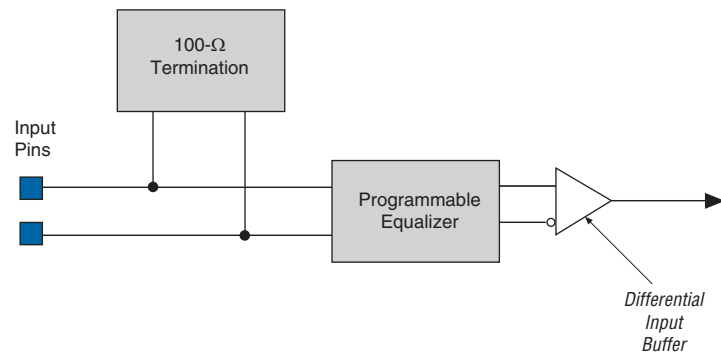 100-Ω
Termination
Input
Pins
Programmable
Equalizer
Differential
Input
Buffer